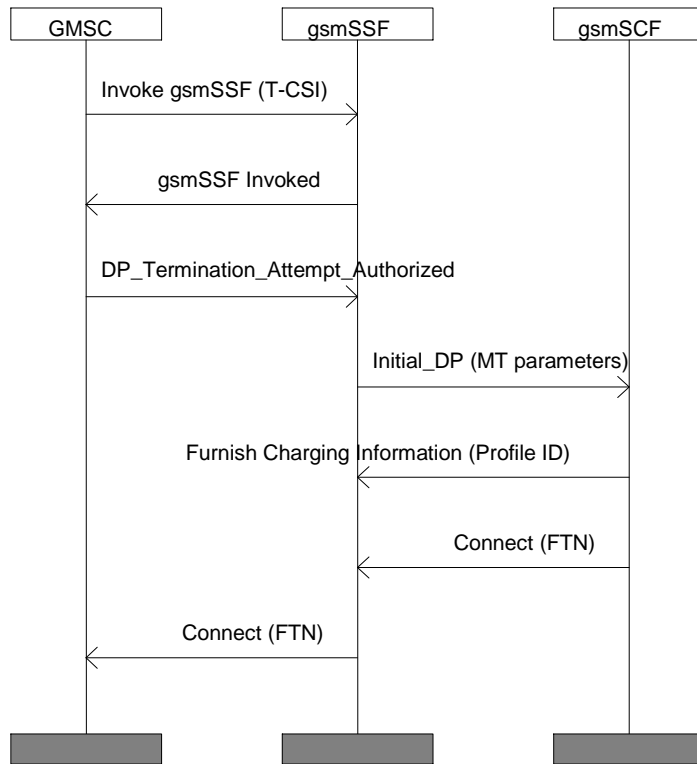 GMSC gsmSSF gsmSCF
Invoke gsmSSF (T-CSI)
gsmSSF Invoked
DP_Termination_Attempt_Authorized
Initial_DP (MT parameters)
Furnish Charging Information (Profile ID)
Connect (FTN)
Connect (FTN)